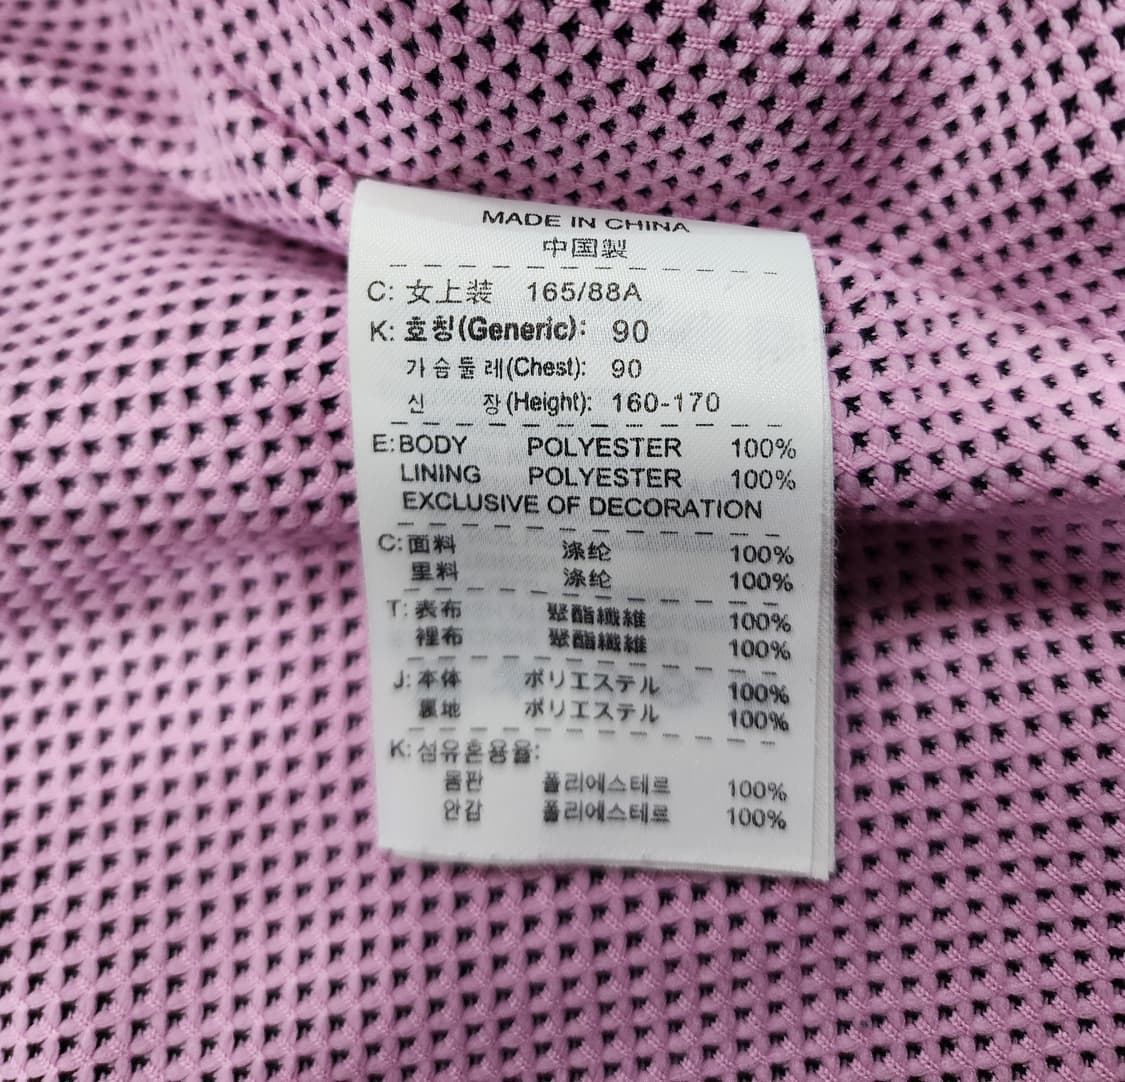 MADE IN CHINA
中国製
C: 女上装 165/88A
K: 호칭(Generic): 90
가슴둘레(Chest): 90
신 장(Height): 160-170
E:BODY POLYESTER 100%
LINING POLYESTER 100%
EXCLUSIVE OF DECORATION
C:面料 涤纶 100%
里料 涤纶 100%
T:表布 聚酯纖維 100%
裡布 聚酯纖維 100%
J:本体 ポリエステル 100%
裏地 ポリエステル 100%
K:섬유혼용율:
몸판 폴리에스테르 100%
안감 폴리에스테르 100%